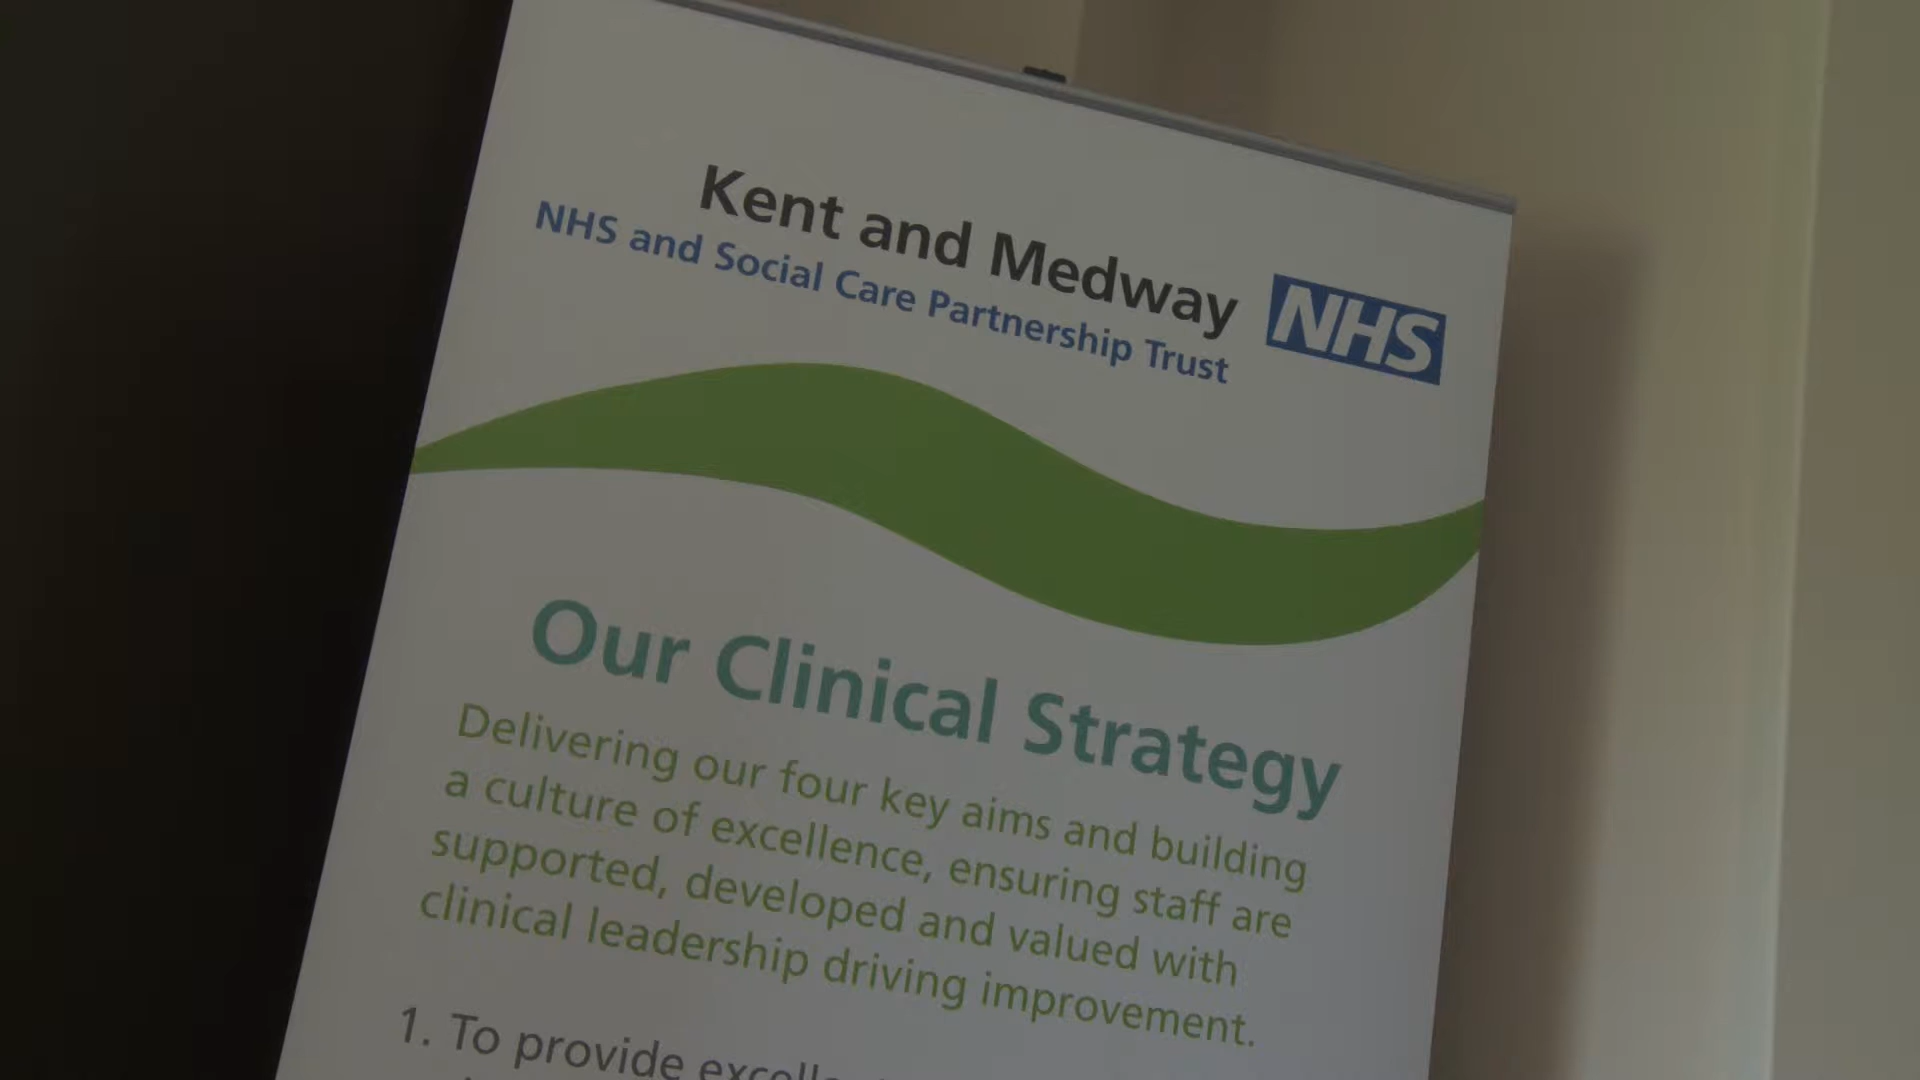 Kent and Medway
NHS
NHS and Social Care Partnership Trust
Our Clinical Strategy
Delivering our four key aims and building
a culture of excellence, ensuring staff are
supported, developed and valued with
clinical leadership driving improvement.
1. To provide